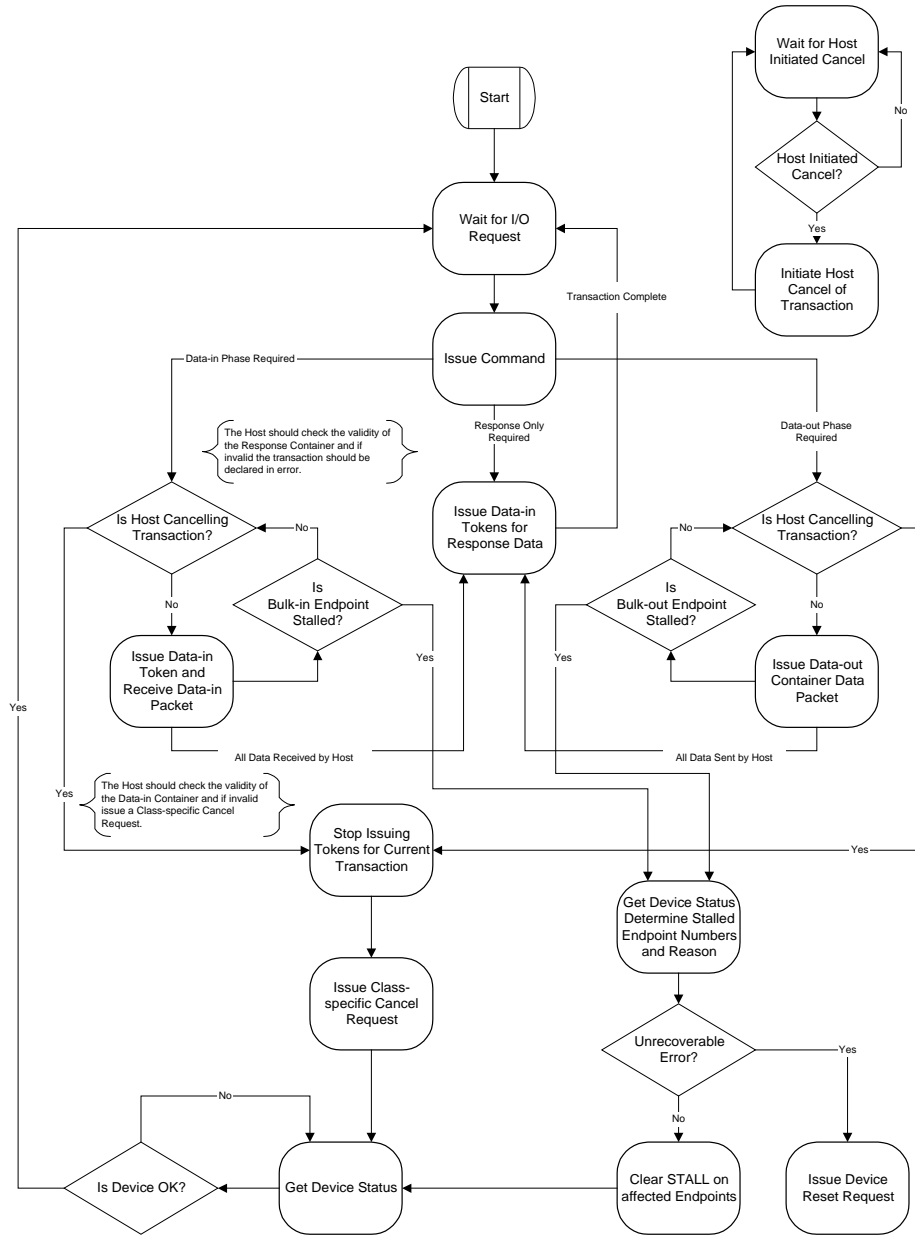 Wait for Host
Initiated Cancel
Start
No
Host Initiated
Cancel?
Wait for I/O
Request
Yes
Initiate Host
Cancel of
Transaction
Transaction Complete
Issue Command
Data-in Phase Required
Response Only
Required
Data-out Phase
Required
The Host should check the validity of
the Response Container and if
invalid the transaction should be
declared in error.
Is Host Cancelling
Transaction?
No
Issue Data-in
Tokens for
Response Data
No
Is Host Cancelling
Transaction?
Is
Bulk-in Endpoint
Stalled?
Is
Bulk-out Endpoint
Stalled?
No
No
Yes
Yes
Issue Data-in
Token and
Receive Data-in
Packet
Issue Data-out
Container Data
Packet
Yes
All Data Received by Host
All Data Sent by Host
Yes
The Host should check the validity of
the Data-in Container and if invalid
issue a Class-specific Cancel
Request.
Stop Issuing
Tokens for Current
Transaction
Yes
Get Device Status
Determine Stalled
Endpoint Numbers
and Reason
Issue Class-
specific Cancel
Request
Unrecoverable
Error?
Yes
No
No
Is Device OK?
Get Device Status
Clear STALL on
affected Endpoints
Issue Device
Reset Request